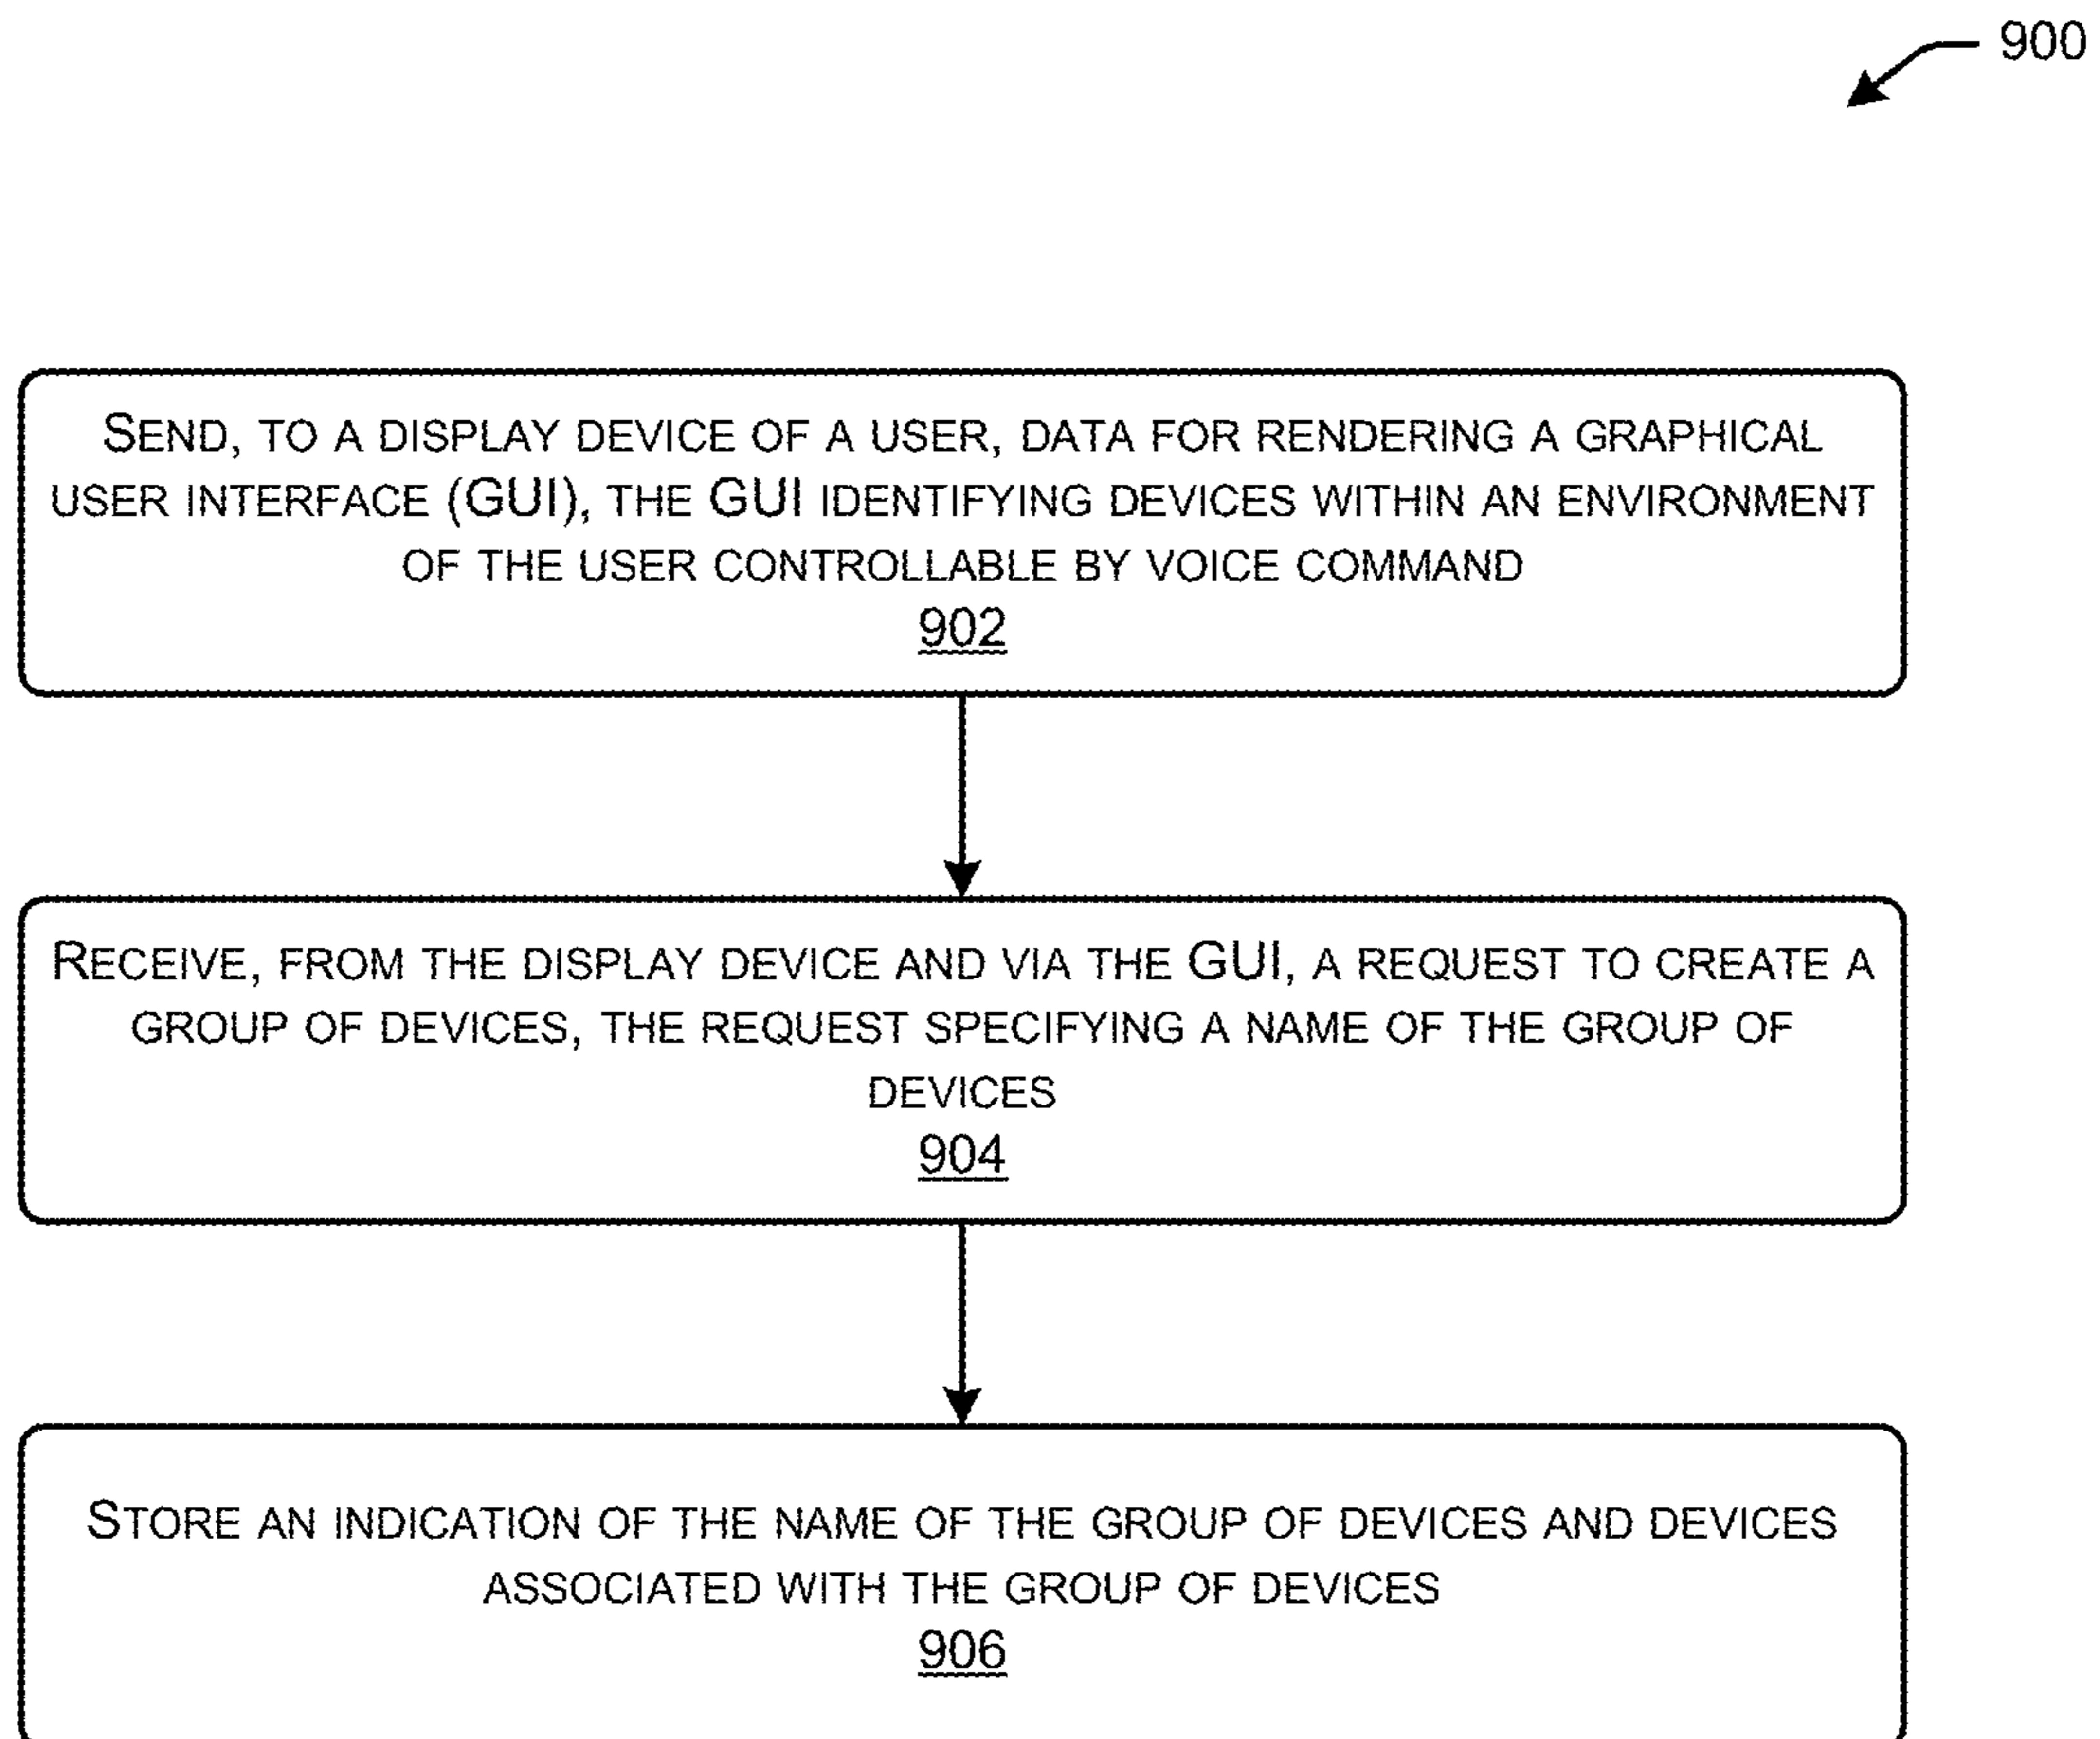 900
SEND, TO A DISPLAY DEVICE OF A USER, DATA FOR RENDERING A GRAPHICAL
USER INTERFACE (GUI), THE GUI IDENTIFYING DEVICES WITHIN AN ENVIRONMENT
OF THE USER CONTROLLABLE BY VOICE COMMAND
902
RECEIVE, FROM THE DISPLAY DEVICE AND VIA THE GUI, A REQUEST TO CREATE A
GROUP OF DEVICES, THE REQUEST SPECIFYING A NAME OF THE GROUP OF
DEVICES
904
STORE AN INDICATION OF THE NAME OF THE GROUP OF DEVICES AND DEVICES
ASSOCIATED WITH THE GROUP OF DEVICES
906